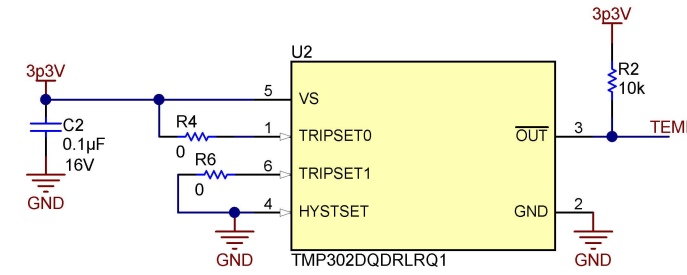 3p3V
U2
3p3V
R2
10k
5
VS
C2
0.1µF
16V
R4
0
1
TRIPSET0
OUT
3
R6
0
6
TRIPSET1
4
HYSTSET
GND
2
GND
GND
GND
TMP302DQDRLRQ1